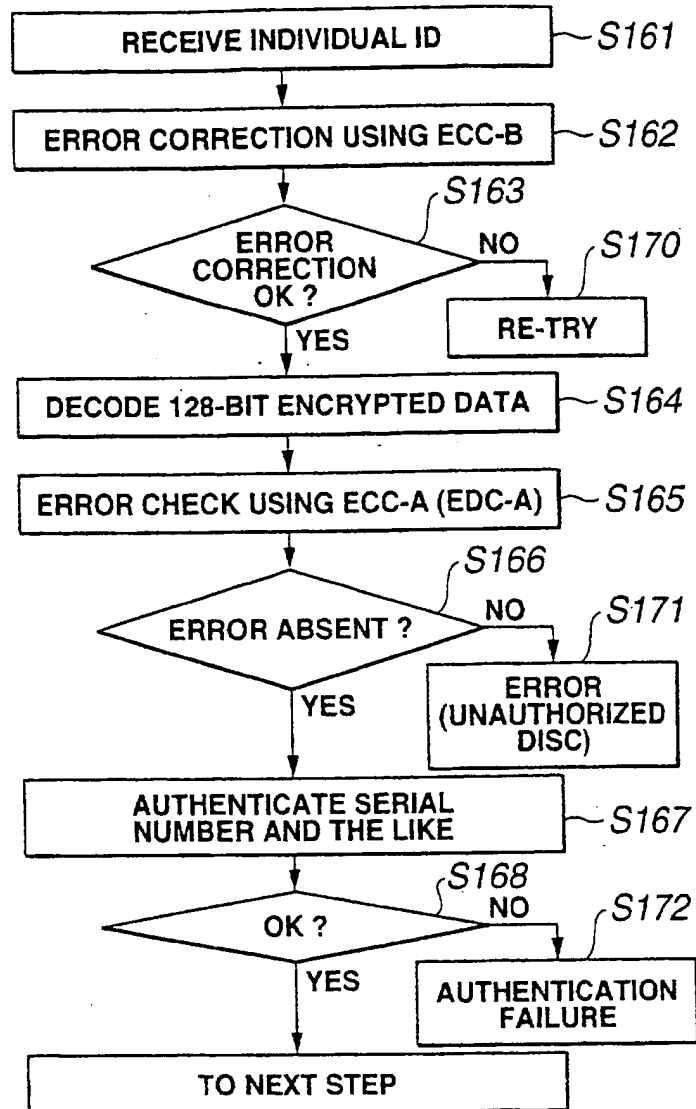 RECEIVE INDIVIDUAL ID
S161
ERROR CORRECTION USING ECC-B
S162
S163
ERROR
CORRECTION
OK ?
NO
S170
RE-TRY
YES
DECODE 128-BIT ENCRYPTED DATA
S164
ERROR CHECK USING ECC-A (EDC-A)
S165
S166
ERROR ABSENT ?
NO
S171
ERROR
(UNAUTHORIZED
DISC)
YES
AUTHENTICATE SERIAL
NUMBER AND THE LIKE
S167
S168
OK ?
NO
S172
AUTHENTICATION
FAILURE
YES
TO NEXT STEP